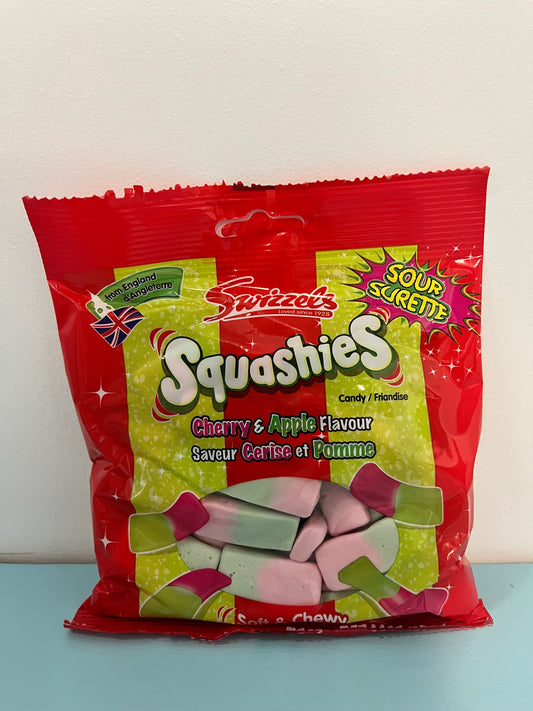 from England
d'Angleterre
Swizzels
Loved since 1928
SOUR
SURETTE
Squashies
Candy / Friandise
Cherry & Apple Flavour
Saveur Cerise et Pomme
Soft & Chewy